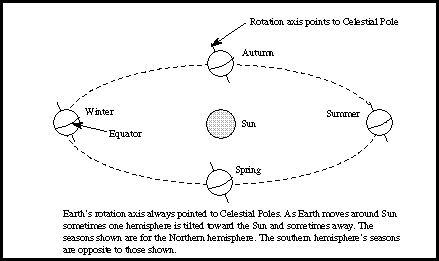 Rotation axis points to Celestial Pole
Autumn
Winter
Summer
Equator
Sun
Spring
Earth's rotation axis always pointed to Celestial Poles. As Earth moves around Sun
sometimes one hemisphere is tilted toward the Sun and sometimes away. The
seasons shown are for the Northern hemisphere. The southern hemisphere's seasons
are opposite to those shown.